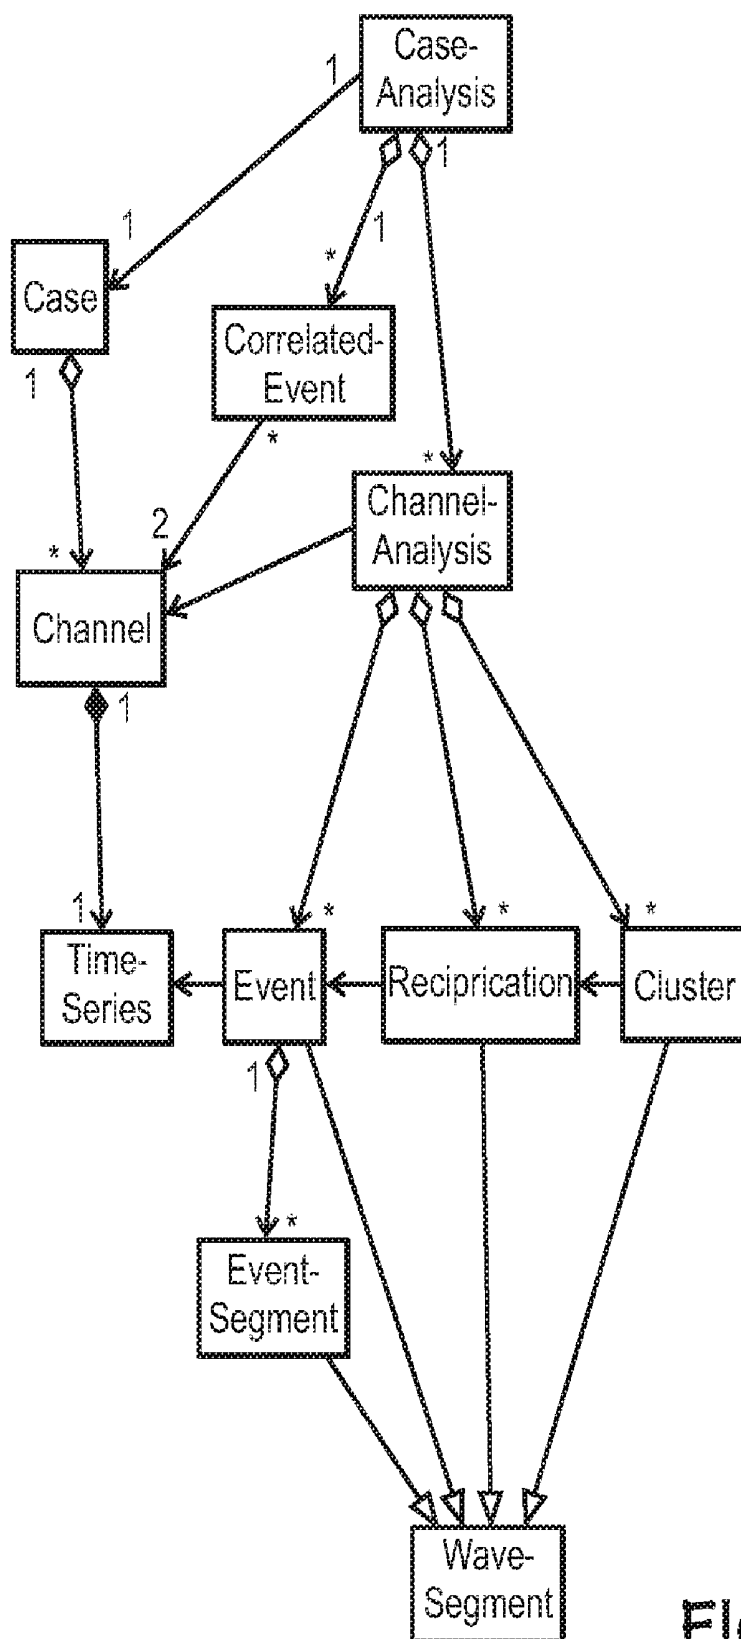 Case-
Analysis
1
1
1
1
*
Case
Correlated-
Event
1
*
*
Channel-
Analysis
2
*
Channel
1
1
*
*
*
Time-
Series
Event
Reciprication
Cluster
1
*
Event-
Segment
Wave-
Segment